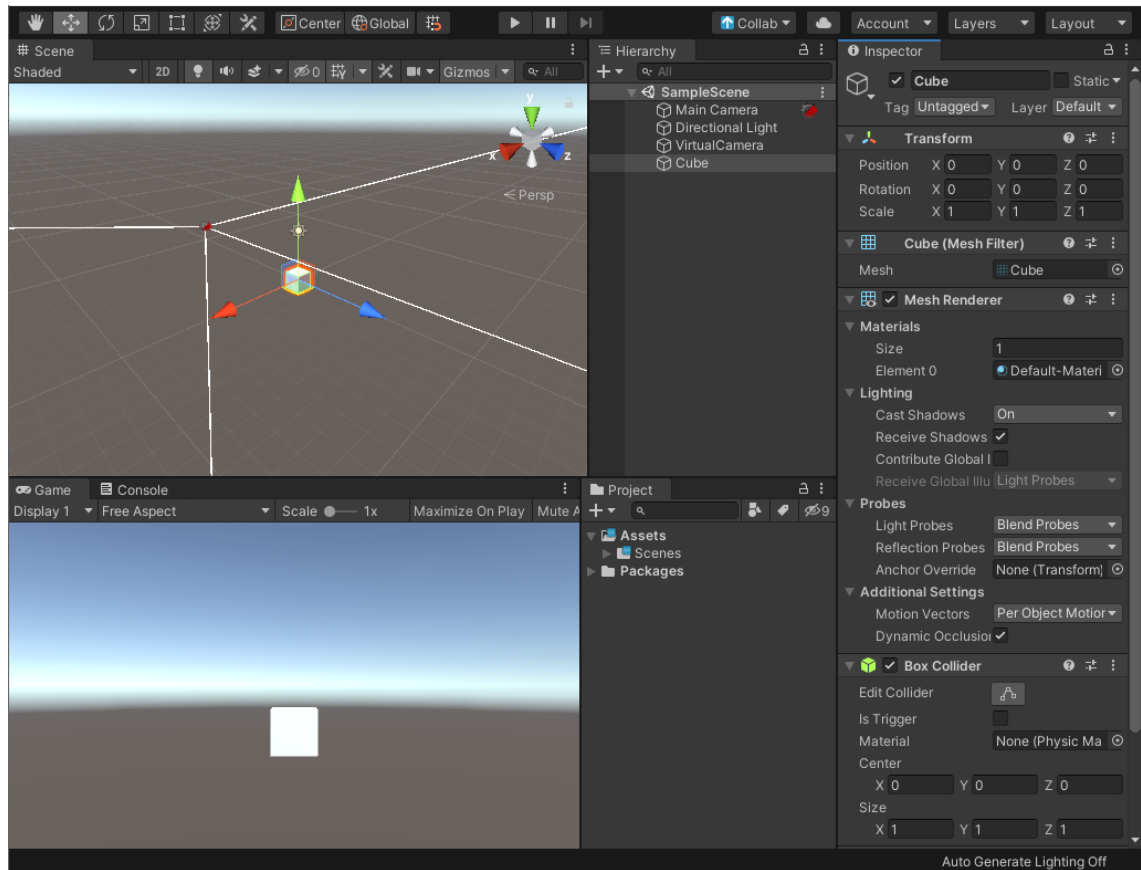 Center Global Collab Account Layers Layout
Scene
Shaded 2D 0 Gizmos All
y
x z
Persp
Hierarchy
All
SampleScene
Main Camera
Directional Light
VirtualCamera
Cube
Game Console
Display 1 Free Aspect Scale 1x Maximize On Play Mute A
Project
9
Assets
Scenes
Packages
Inspector
Cube Static
Tag Untagged Layer Default
Transform
Position X 0 Y 0 Z 0
Rotation X 0 Y 0 Z 0
Scale X 1 Y 1 Z 1
Cube (Mesh Filter)
Mesh Cube
Mesh Renderer
Materials
Size 1
Element 0 Default-Materi
Lighting
Cast Shadows On
Receive Shadows
Contribute Global I
Receive Global Illu Light Probes
Probes
Light Probes Blend Probes
Reflection Probes Blend Probes
Anchor Override None (Transform)
Additional Settings
Motion Vectors Per Object Motior
Dynamic Occlusio
Box Collider
Edit Collider
Is Trigger
Material None (Physic Ma
Center
X 0 Y 0 Z 0
Size
X 1 Y 1 Z 1
Auto Generate Lighting Off